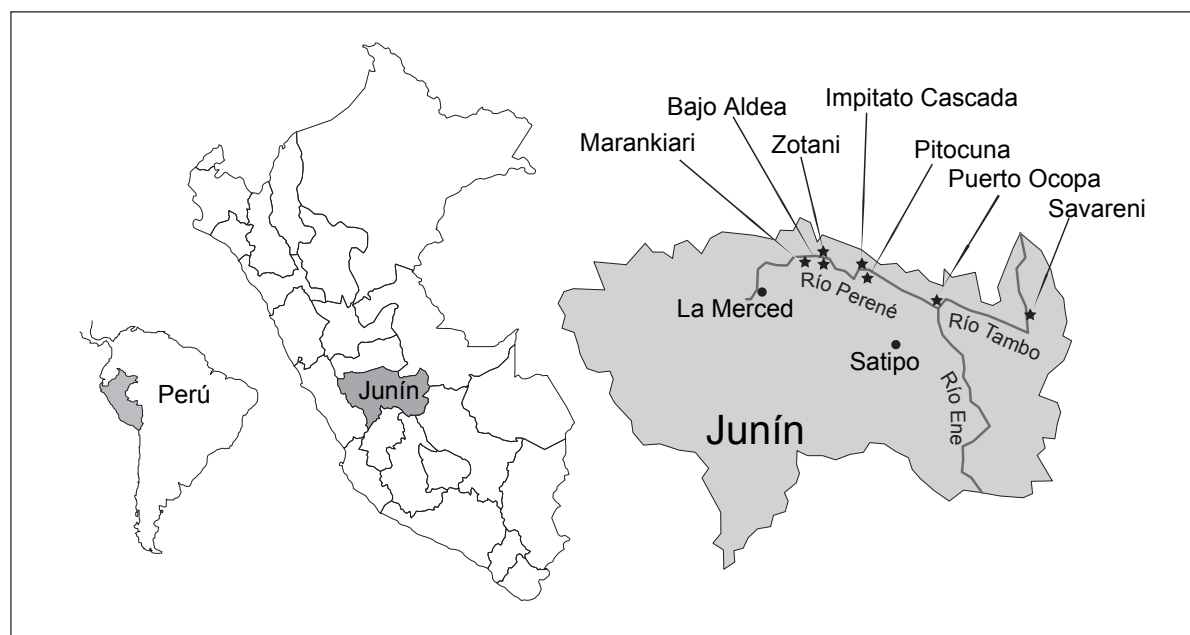 Perú
Junín
Impitato Cascada
Bajo Aldea
Marankiari
Zotani
Pitocuna
Puerto Ocopa
Savareni
La Merced
Río Perené
Río Tambo
Satipo
Río Ene
Junín